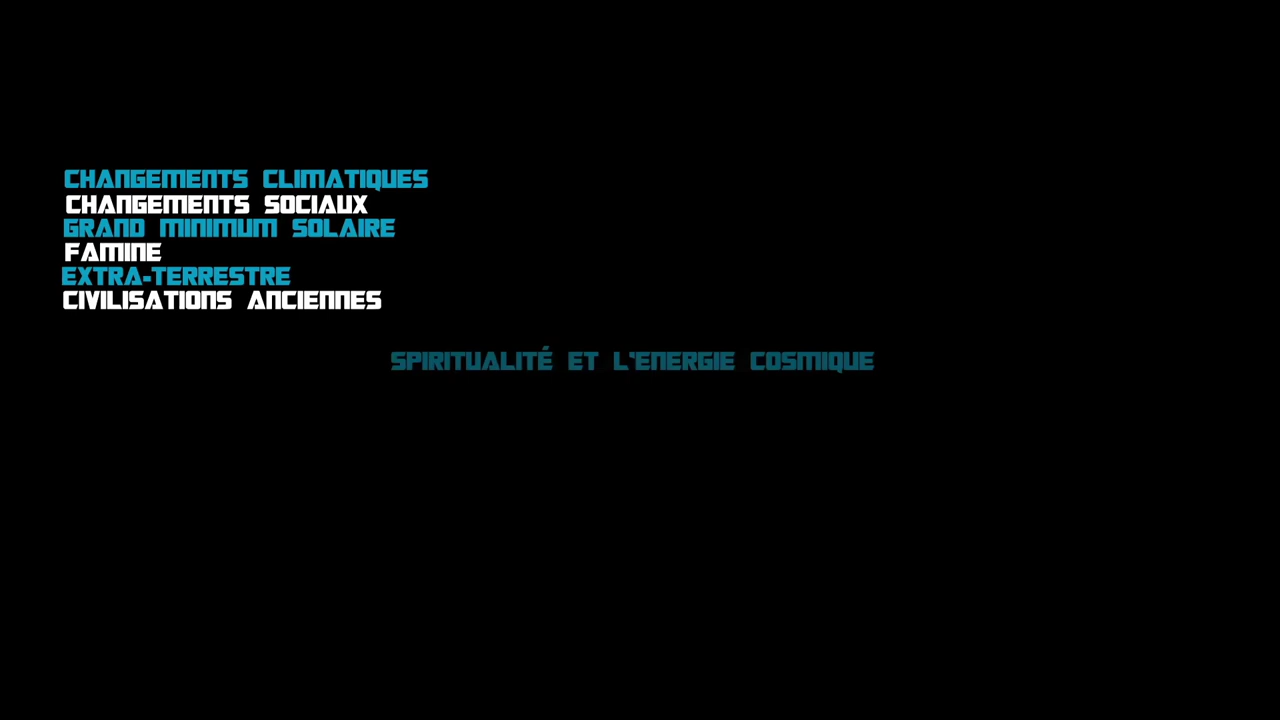 CHANGEMENTS CLIMATIQUES
CHANGEMENTS SOCIAUX
GRAND MINIMUM SOLAIRE
FAMINE
EXTRA-TERRESTRE
CIVILISATIONS ANCIENNES
SPIRITUALITÉ ET L'ENERGIE COSMIQUE